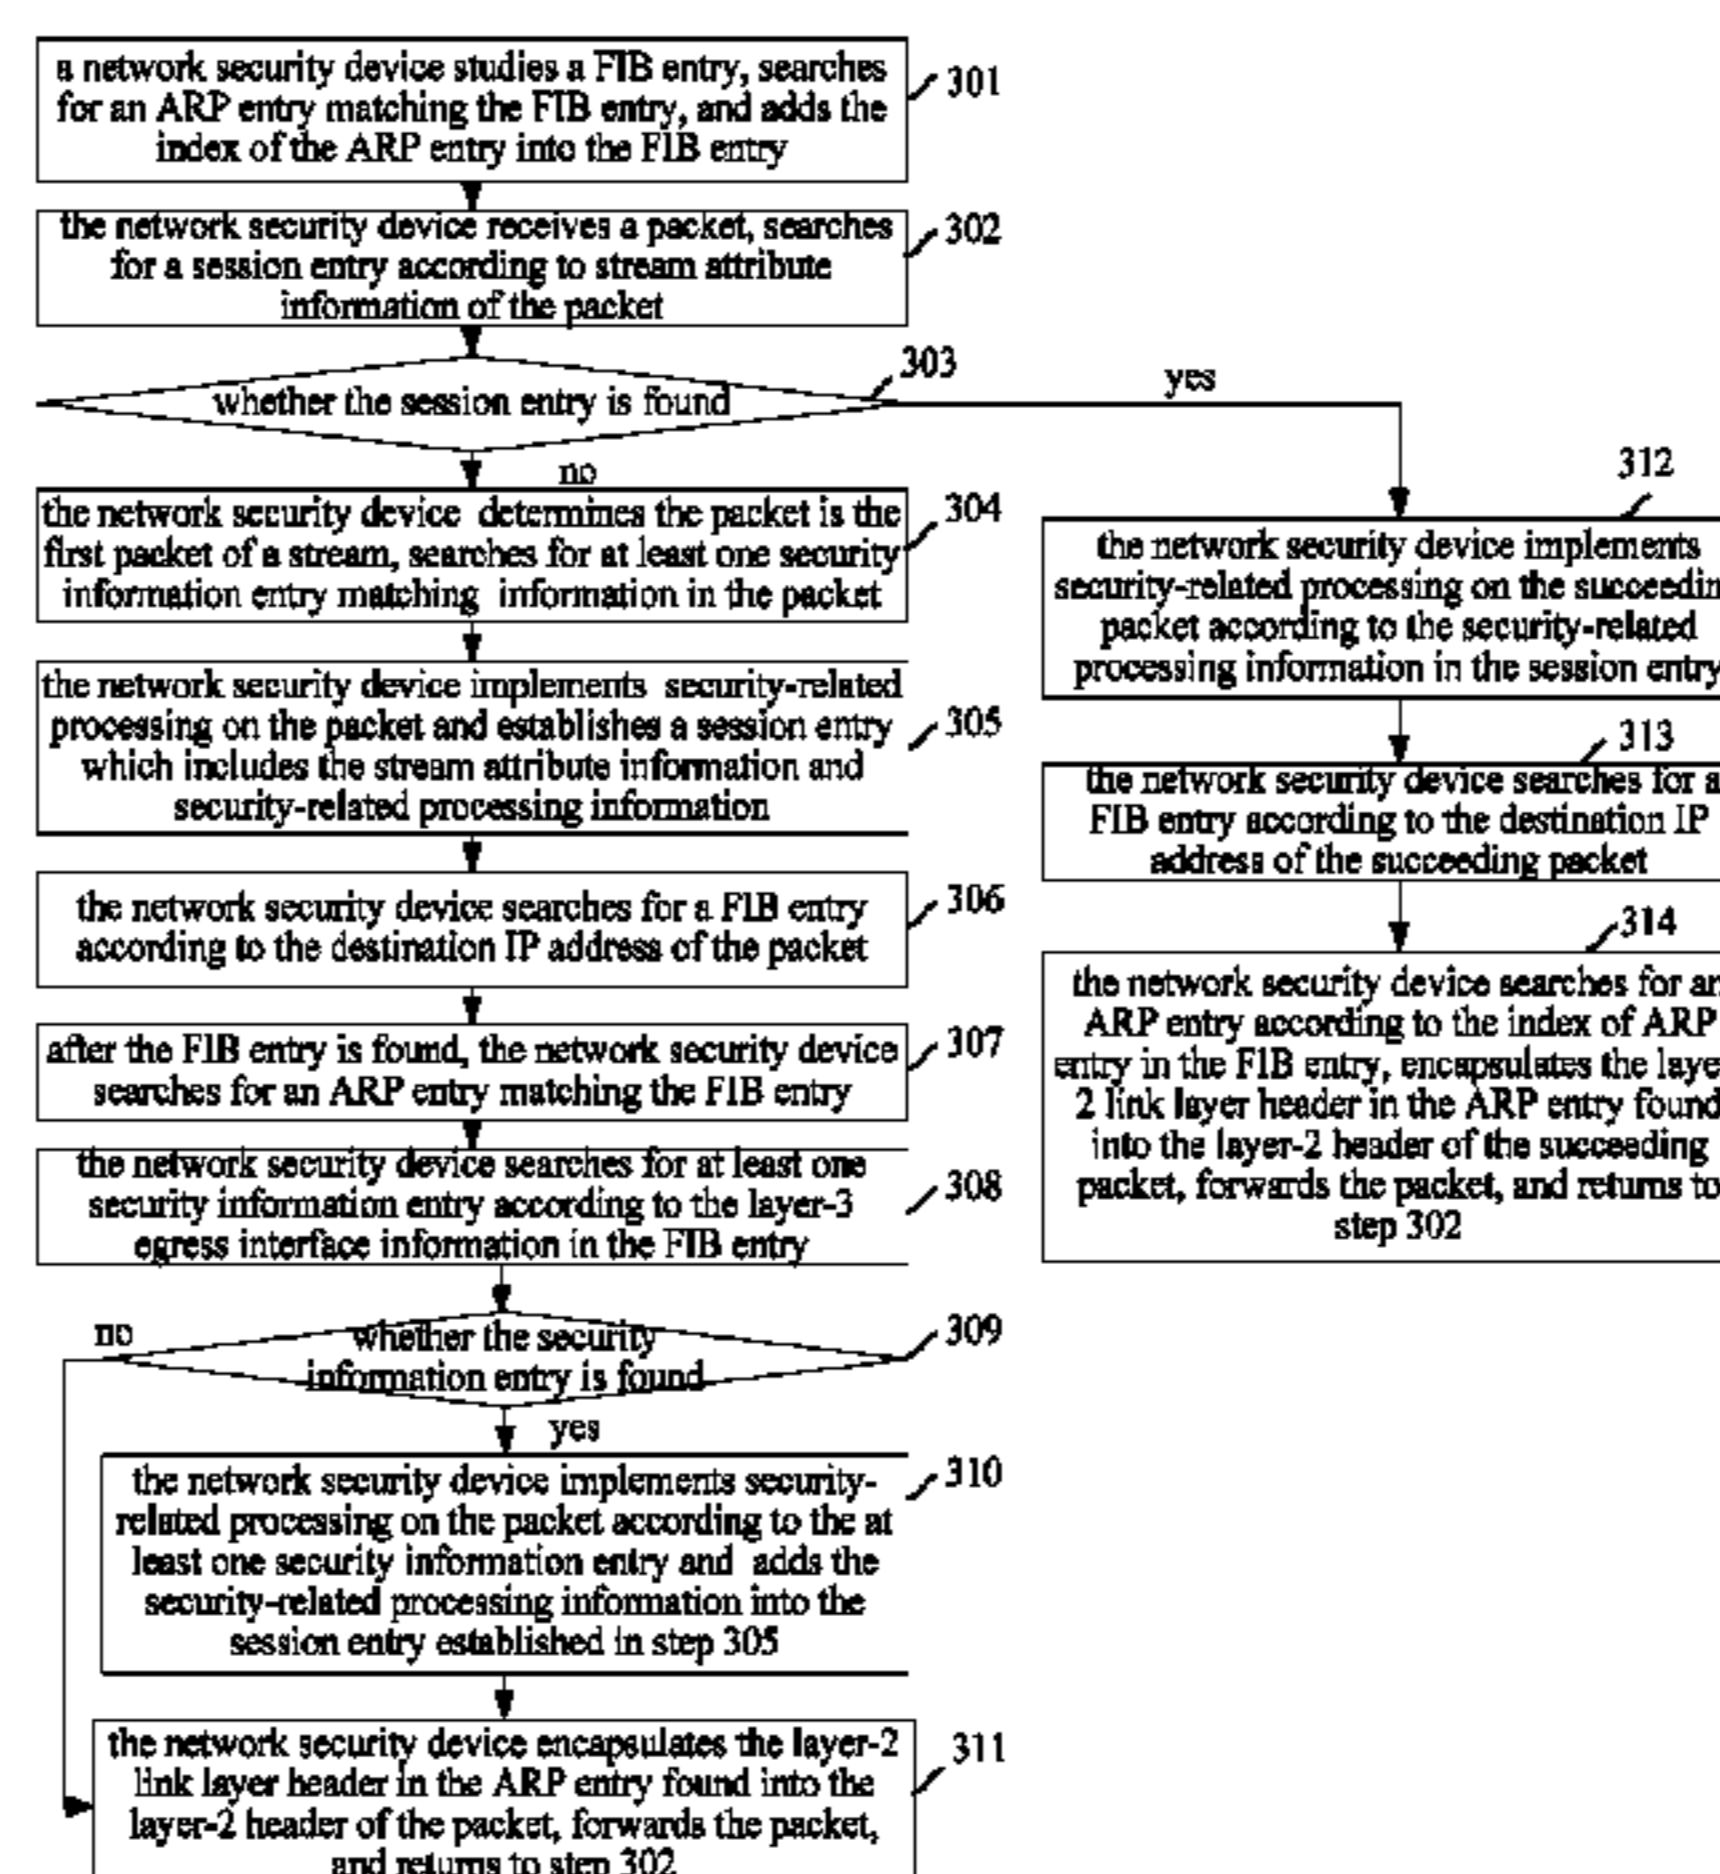 a network security device studies a FIB entry, searches
for an ARP entry matching the FIB entry, and adds the
index of the ARP entry into the FIB entry
301
the network security device receives a packet, searches
for a session entry according to stream attribute
information of the packet
302
whether the session entry is found
303
yes
no
the network security device determines the packet is the
first packet of a stream, searches for at least one security
information entry matching information in the packet
304
the network security device implements security-related
processing on the packet and establishes a session entry
which includes the stream attribute information and
security-related processing information
305
the network security device searches for a FIB entry
according to the destination IP address of the packet
306
after the FIB entry is found, the network security device
searches for an ARP entry matching the FIB entry
307
the network security device searches for at least one
security information entry according to the layer-3
egress interface information in the FIB entry
308
whether the security
information entry is found
309
no
yes
the network security device implements security-
related processing on the packet according to the at
least one security information entry and adds the
security-related processing information into the
session entry established in step 305
310
the network security device encapsulates the layer-2
link layer header in the ARP entry found into the
layer-2 header of the packet, forwards the packet,
and returns to step 302
311
312
the network security device implements
security-related processing on the succeedin
packet according to the security-related
processing information in the session entry
313
the network security device searches for a
FIB entry according to the destination IP
address of the succeeding packet
314
the network security device searches for an
ARP entry according to the index of ARP
entry in the FIB entry, encapsulates the laye
2 link layer header in the ARP entry found
into the layer-2 header of the succeeding
packet, forwards the packet, and returns to
step 302